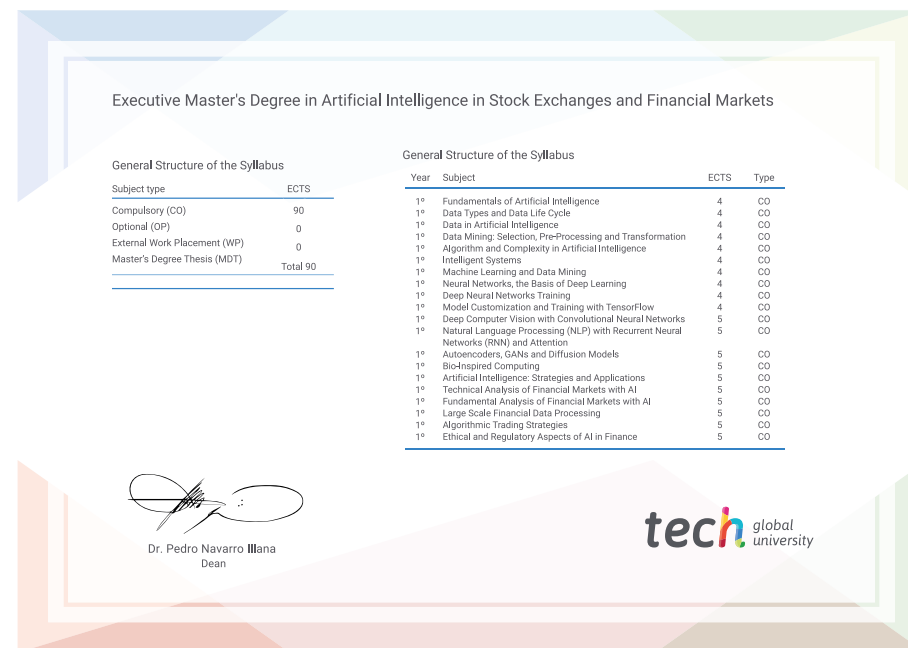 Executive Master's Degree in Artificial Intelligence in Stock Exchanges and Financial Markets
General Structure of the Syllabus
Subject type ECTS
Compulsory (CO) 90
Optional (OP) 0
External Work Placement (WP) 0
Master's Degree Thesis (MDT)
Total 90
General Structure of the Syllabus
Year Subject ECTS Type
1º Fundamentals of Artificial Intelligence 4 CO
1º Data Types and Data Life Cycle 4 CO
1º Data in Artificial Intelligence 4 CO
1º Data Mining: Selection, Pre-Processing and Transformation 4 CO
1º Algorithm and Complexity in Artificial Intelligence 4 CO
1º Intelligent Systems 4 CO
1º Machine Learning and Data Mining 4 CO
1º Neural Networks, the Basis of Deep Learning 4 CO
1º Deep Neural Networks Training 4 CO
1º Model Customization and Training with TensorFlow 4 CO
1º Deep Computer Vision with Convolutional Neural Networks 5 CO
1º Natural Language Processing (NLP) with Recurrent Neural 5 CO
Networks (RNN) and Attention
1º Autoencoders, GANs and Diffusion Models 5 CO
1º Bio-Inspired Computing 5 CO
1º Artificial Intelligence: Strategies and Applications 5 CO
1º Technical Analysis of Financial Markets with AI 5 CO
1º Fundamental Analysis of Financial Markets with AI 5 CO
1º Large Scale Financial Data Processing 5 CO
1º Algorithmic Trading Strategies 5 CO
1º Ethical and Regulatory Aspects of AI in Finance 5 CO
Dr. Pedro Navarro Illana
Dean
tech global
university